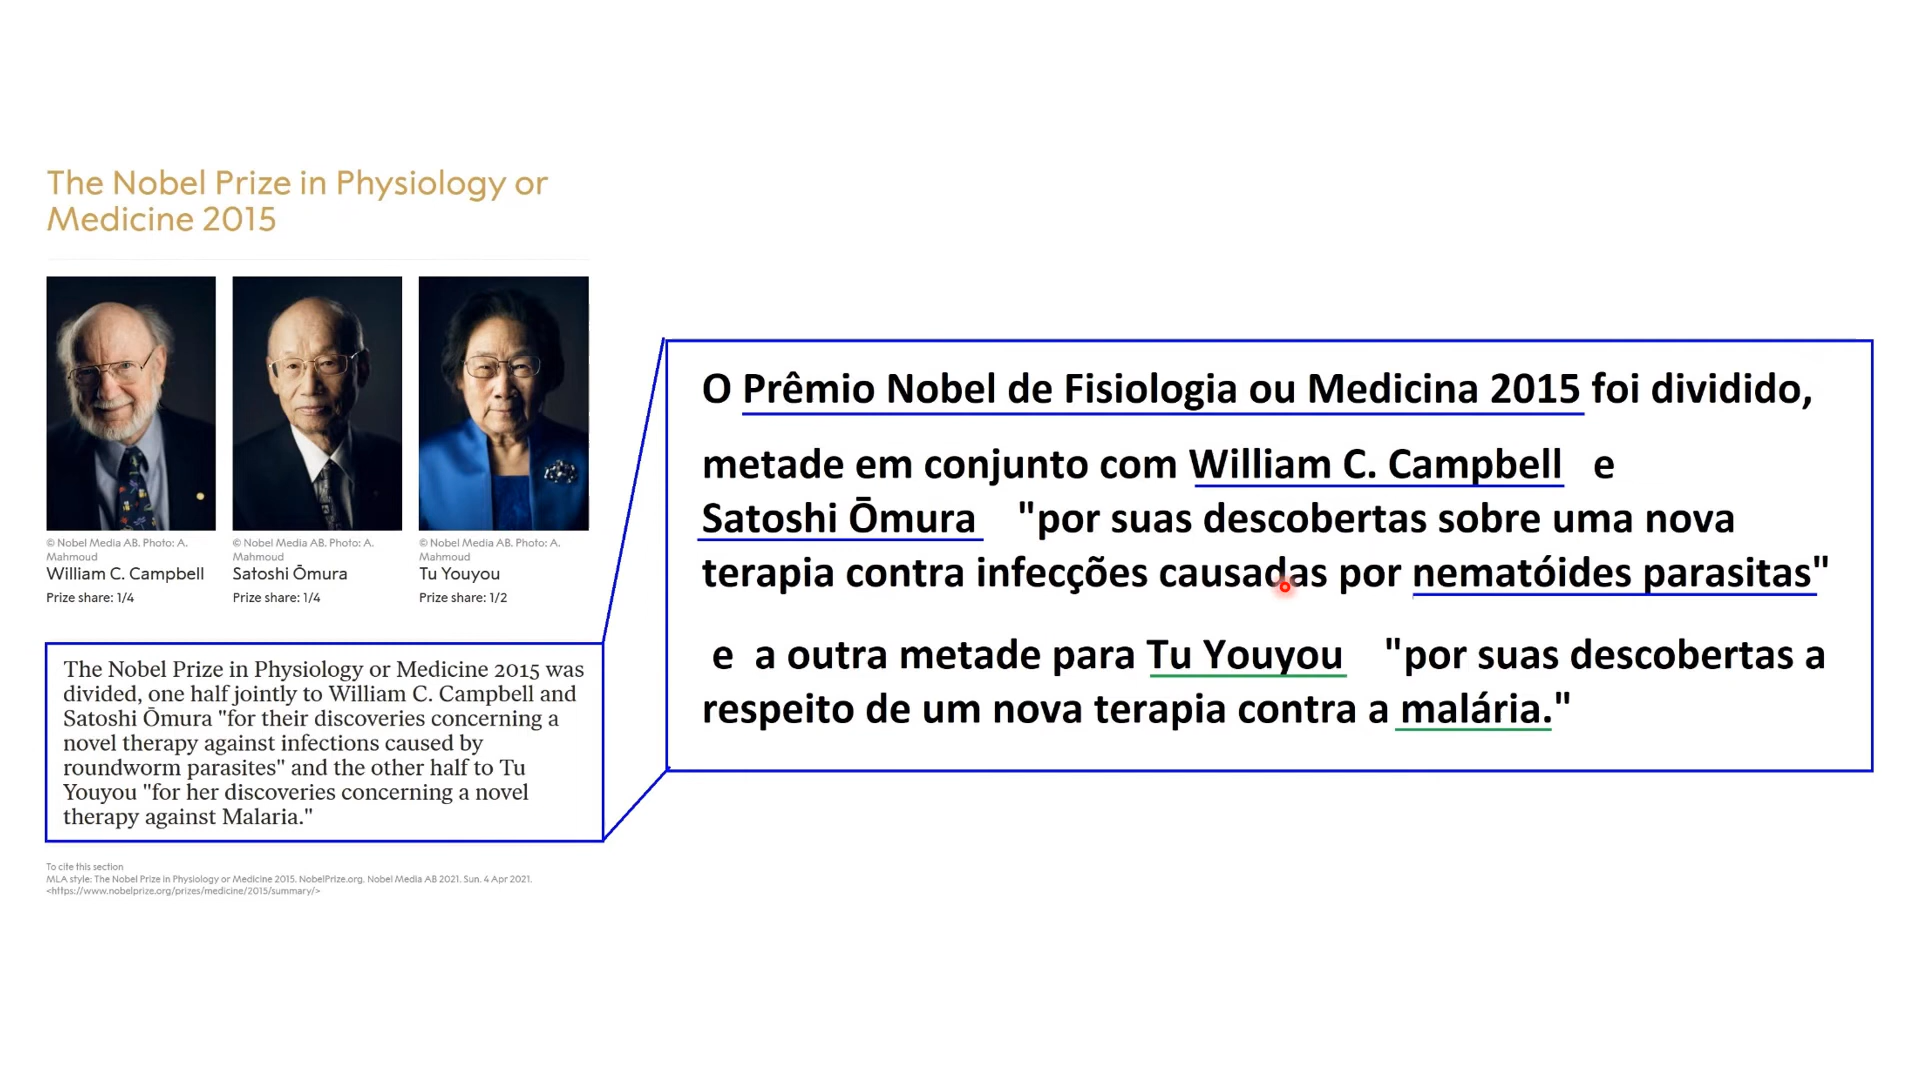 The Nobel Prize in Physiology or
Medicine 2015
© Nobel Media AB. Photo: A.
Mahmoud
William C. Campbell
Prize share: 1/4
© Nobel Media AB. Photo: A.
Mahmoud
Satoshi Ōmura
Prize share: 1/4
© Nobel Media AB. Photo: A.
Mahmoud
Tu Youyou
Prize share: 1/2
The Nobel Prize in Physiology or Medicine 2015 was
divided, one half jointly to William C. Campbell and
Satoshi Ōmura "for their discoveries concerning a
novel therapy against infections caused by
roundworm parasites" and the other half to Tu
Youyou "for her discoveries concerning a novel
therapy against Malaria."
To cite this section
MLA style: The Nobel Prize in Physiology or Medicine 2015. NobelPrize.org. Nobel Media AB 2021. Sun. 4 Apr 2021.
<https://www.nobelprize.org/prizes/medicine/2015/summary/>
O Prêmio Nobel de Fisiologia ou Medicina 2015 foi dividido,
metade em conjunto com William C. Campbell e
Satoshi Ōmura "por suas descobertas sobre uma nova
terapia contra infecções causadas por nematóides parasitas"
e a outra metade para Tu Youyou "por suas descobertas a
respeito de um nova terapia contra a malária."